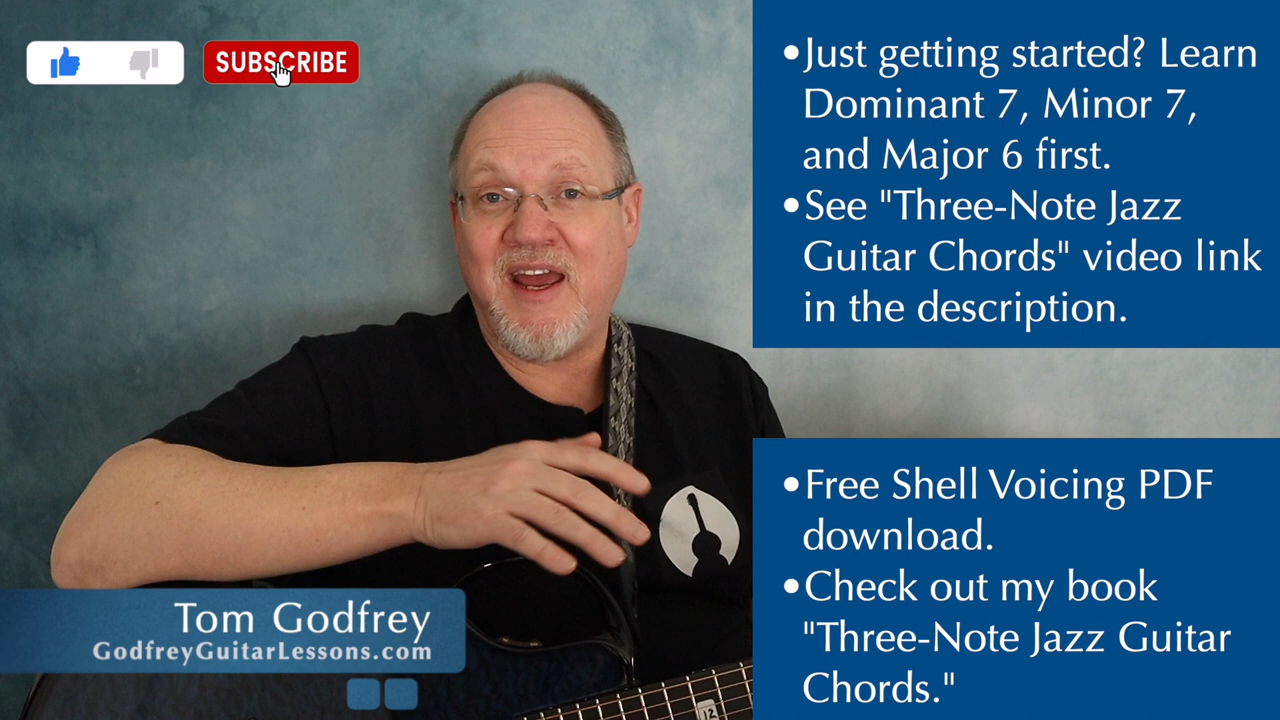 SUBSCRIBE
•Just getting started? Learn
Dominant 7, Minor 7,
and Major 6 first.
•See "Three-Note Jazz
Guitar Chords" video link
in the description.
•Free Shell Voicing PDF
download.
•Check out my book
"Three-Note Jazz Guitar
Chords."
Tom Godfrey
GodfreyGuitarLessons.com
12